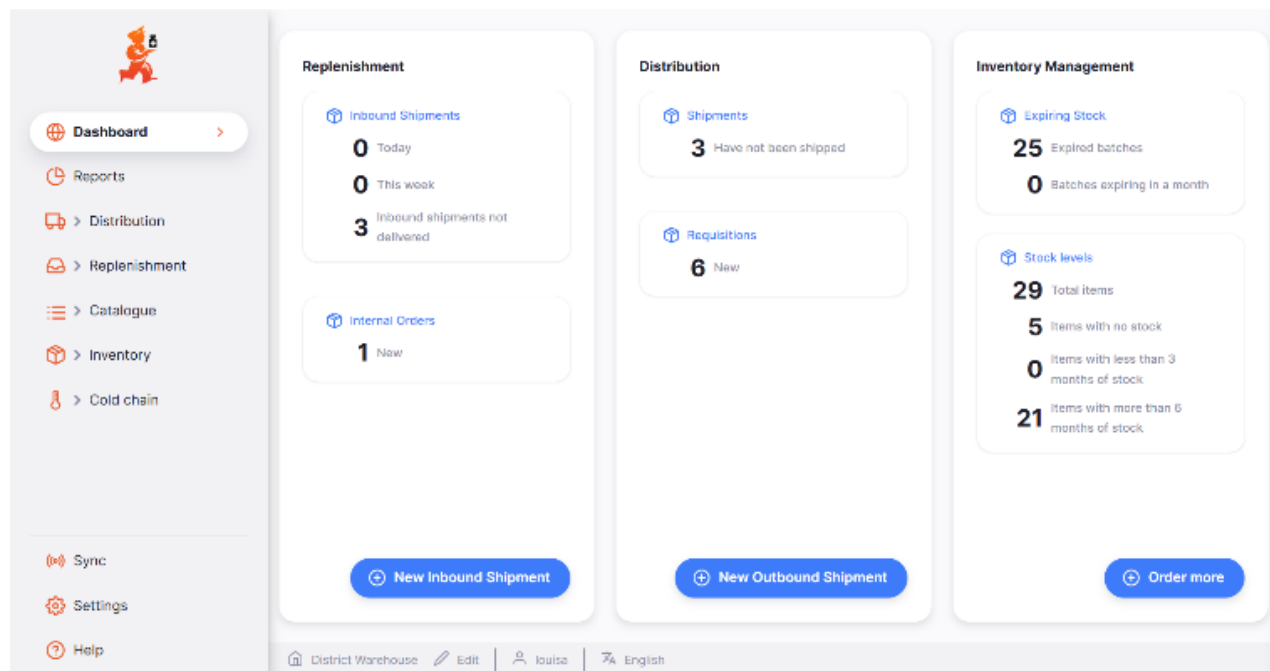 Dashboard
Reports
Distribution
Replenishment
Catalogue
Inventory
Cold chain
Sync
Settings
Help
Replenishment
Inbound Shipments
0 Today
0 This week
3 Inbound shipments not
delivered
Internal Orders
1 New
New Inbound Shipment
Distribution
Shipments
3 Have not been shipped
Requisitions
6 New
New Outbound Shipment
Inventory Management
Expiring Stock
25 Expired batches
0 Batches expiring in a month
Stock levels
29 Total items
5 Items with no stock
0 Items with less than 3
months of stock
21 Items with more than 6
months of stock
Order more
District Warehouse Edit louisa English